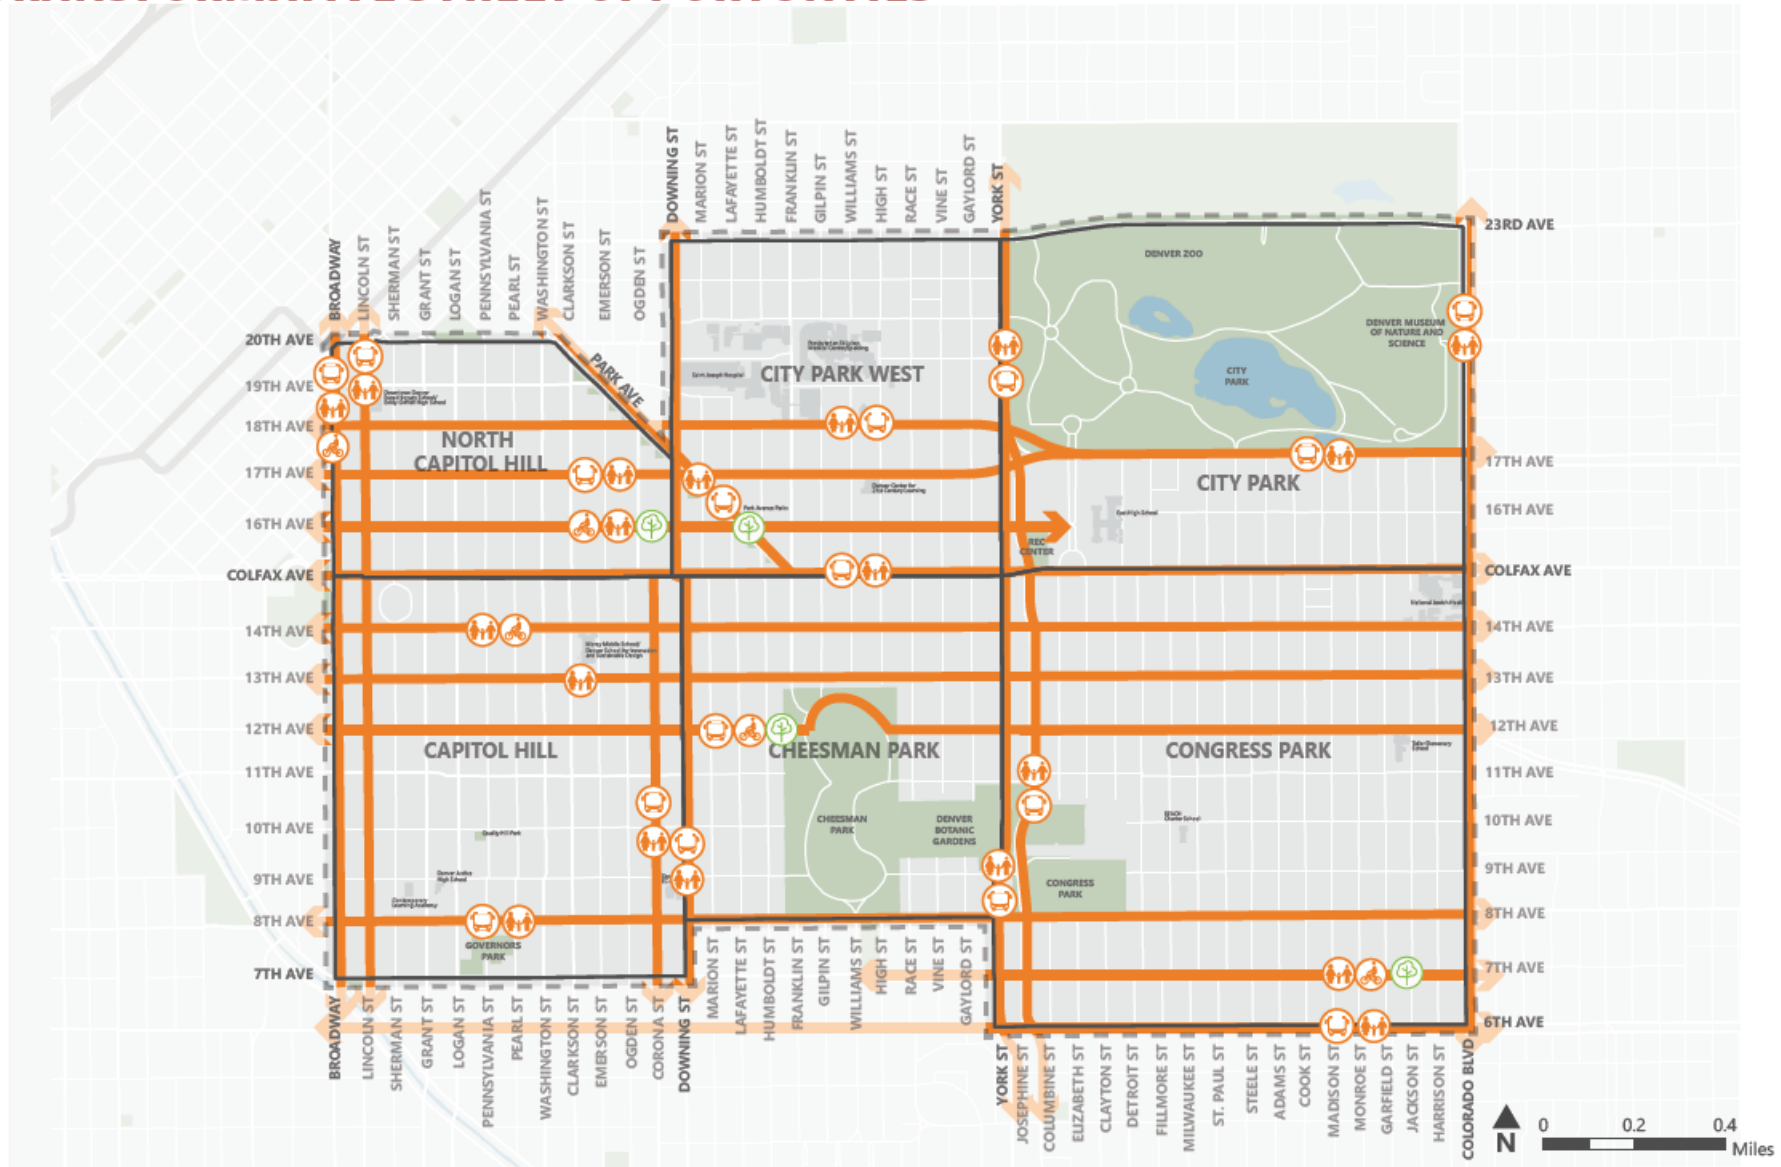 DOWNING ST
MARION ST
LAFAYETTE ST
HUMBOLDT ST
FRANKLIN ST
GILPIN ST
WILLIAMS ST
HIGH ST
RACE ST
VINE ST
GAYLORD ST
YORK ST
BROADWAY
LINCOLN ST
SHERMAN ST
GRANT ST
LOGAN ST
PENNSYLVANIA ST
PEARL ST
WASHINGTON ST
CLARKSON ST
EMERSON ST
OGDEN ST
23RD AVE
DENVER ZOO
20TH AVE
DENVER MUSEUM
OF NATURE AND
SCIENCE
PARK AVE
19TH AVE
CITY PARK WEST
CITY
PARK
18TH AVE
NORTH
CAPITOL HILL
17TH AVE
17TH AVE
CITY PARK
16TH AVE
16TH AVE
Park Avenue Parks
East High School
REC
CENTER
COLFAX AVE
COLFAX AVE
14TH AVE
14TH AVE
13TH AVE
13TH AVE
12TH AVE
12TH AVE
CAPITOL HILL
CHEESMAN PARK
CONGRESS PARK
11TH AVE
11TH AVE
10TH AVE
10TH AVE
CHEESMAN
PARK
DENVER
BOTANIC
GARDENS
9TH AVE
9TH AVE
CONGRESS
PARK
8TH AVE
8TH AVE
GOVERNORS
PARK
7TH AVE
7TH AVE
6TH AVE
MARION ST
LAFAYETTE ST
HUMBOLDT ST
FRANKLIN ST
GILPIN ST
WILLIAMS ST
HIGH ST
RACE ST
VINE ST
GAYLORD ST
BROADWAY
LINCOLN ST
SHERMAN ST
GRANT ST
LOGAN ST
PENNSYLVANIA ST
PEARL ST
WASHINGTON ST
CLARKSON ST
EMERSON ST
OGDEN ST
CORONA ST
DOWNING ST
YORK ST
JOSEPHINE ST
COLUMBINE ST
ELIZABETH ST
CLAYTON ST
DETROIT ST
FILLMORE ST
MILWAUKEE ST
ST. PAUL ST
STEELE ST
ADAMS ST
COOK ST
MADISON ST
MONROE ST
GARFIELD ST
JACKSON ST
HARRISON ST
COLORADO BLVD
N
0 0.2 0.4
Miles